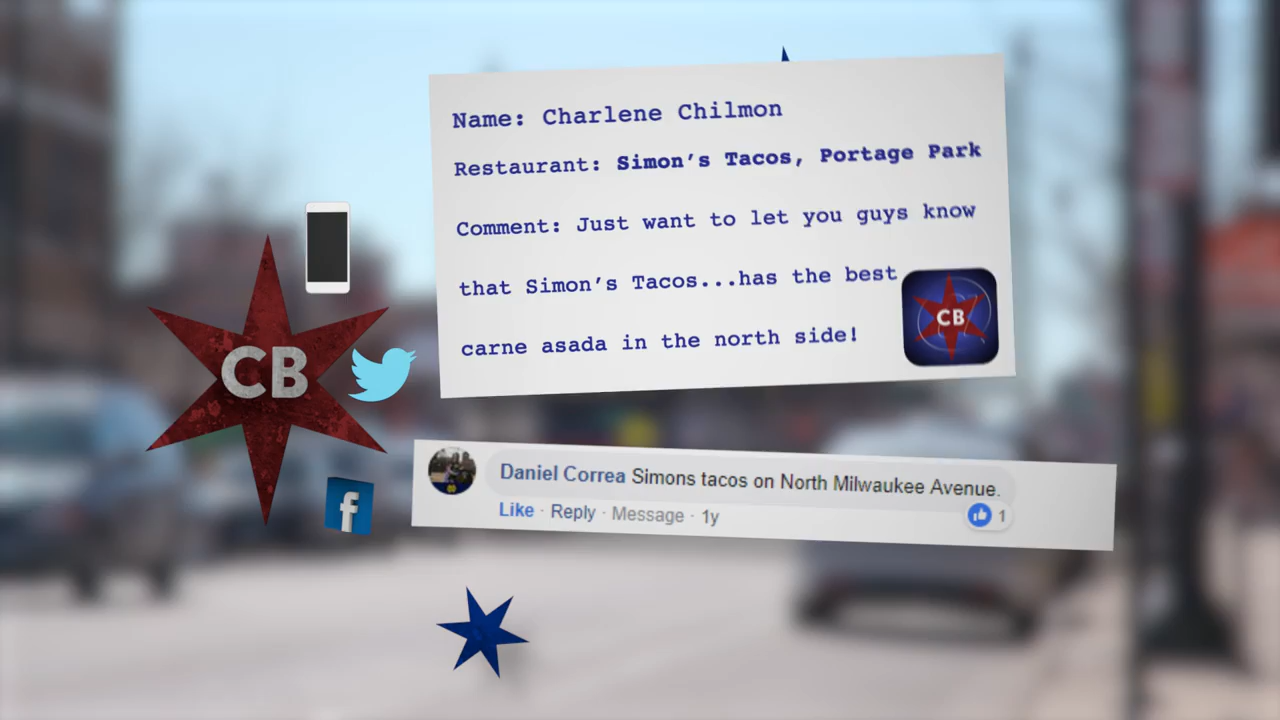 Name: Charlene Chilmon
Restaurant: Simon's Tacos, Portage Park
Comment: Just want to let you guys know
that Simon's Tacos...has the best
carne asada in the north side!
CB
CB
Daniel Correa Simons tacos on North Milwaukee Avenue.
Like · Reply · Message · 1y
1